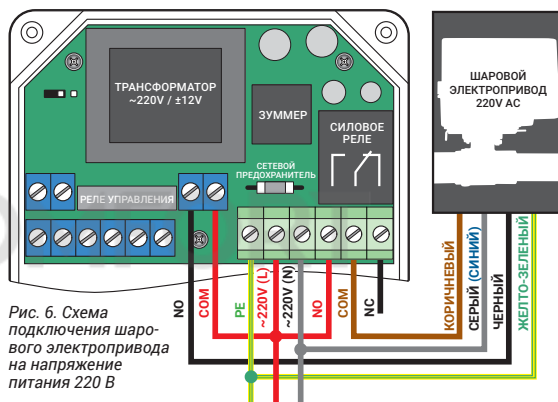 ТРАНСФОРМАТОР
~220V / ±12V
ЗУММЕР
СИЛОВОЕ
РЕЛЕ
СЕТЕВОЙ
ПРЕДОХРАНИТЕЛЬ
РЕЛЕ УПРАВЛЕНИЯ
ШАРОВОЙ
ЭЛЕКТРОПРИВОД
220V AC
NO
COM
PE
~220V (L)
~220V (N)
NO
COM
NC
КОРИЧНЕВЫЙ
СЕРЫЙ (СИНИЙ)
ЧЕРНЫЙ
ЖЕЛТО-ЗЕЛЕНЫЙ
Рис. 6. Схема
подключения шаро-
вого электропривода
на напряжение
питания 220 В